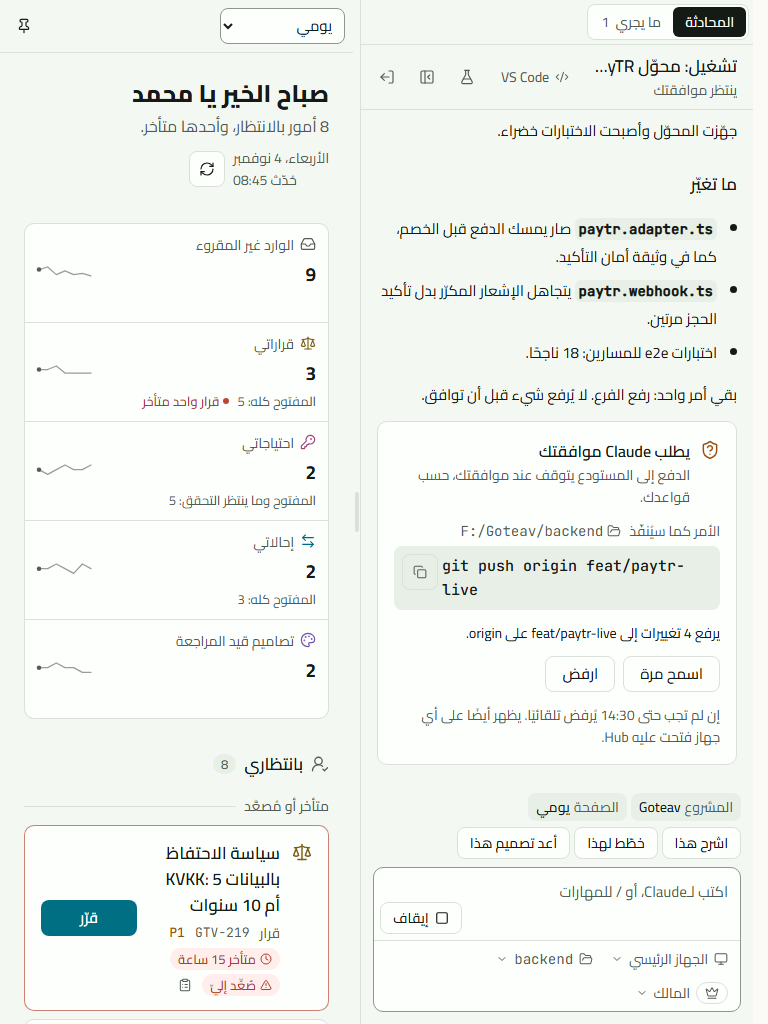 المحادثة
ما يجري 1
تشغيل: محوّل yTR...
ينتظر موافقتك
VS Code
جهّزت المحوّل وأصبحت الاختبارات خضراء.
ما تغيّر
paytr.adapter.ts صار يمسك الدفع قبل الخصم،
كما في وثيقة أمان التأكيد.
paytr.webhook.ts يتجاهل الإشعار المكرّر بدل تأكيد
الحجز مرتين.
اختبارات e2e للمسارين: 18 ناجحًا.
بقي أمر واحد: رفع الفرع. لا يُرفع شيء قبل أن توافق.
يطلب Claude موافقتك
الدفع إلى المستودع يتوقف عند موافقتك، حسب
قواعدك.
الأمر كما سيُنفَّذ F:/Goteav/backend
git push origin feat/paytr-
live
يرفع 4 تغييرات إلى feat/paytr-live على origin.
اسمح مرة
ارفض
إن لم تجب حتى 14:30 يُرفض تلقائيًا. يظهر أيضًا على أي
جهاز فتحت عليه Hub.
المشروع Goteav
الصفحة يومي
اشرح هذا
خطّط لهذا
أعد تصميم هذا
اكتب لـClaude، أو / للمهارات
إيقاف
الجهاز الرئيسي
backend
المالك
يومي
صباح الخير يا محمد
8 أمور بالانتظار، وأحدها متأخر.
الأربعاء، 4 نوفمبر
حُدّث 08:45
الوارد غير المقروء
9
قراراتي
3
المفتوح كله: 5 قرار واحد متأخر
احتياجاتي
2
المفتوح وما ينتظر التحقق: 5
إحالاتي
2
المفتوح كله: 3
تصاميم قيد المراجعة
2
بانتظاري 8
متأخر أو مُصعَّد
سياسة الاحتفاظ
بالبيانات KVKK: 5
أم 10 سنوات
قرار GTV-219 P1
متأخر 15 ساعة
صُعِّد إليّ
قرّر